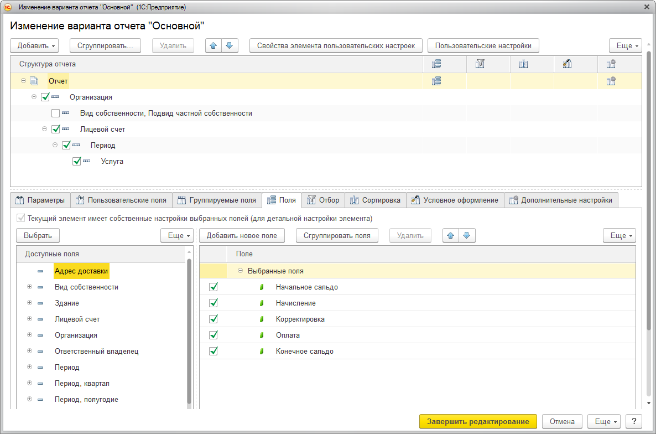 Изменение варианта отчета "Основной" (1С:Предприятие)
Изменение варианта отчета "Основной"
Добавить Сгруппировать... Удалить Свойства элемента пользовательских настроек Пользовательские настройки Еще
Структура отчета
Отчет
Организация
Вид собственности, Подвид частной собственности
Лицевой счет
Период
Услуга
Параметры Пользовательские поля Группируемые поля Поля Отбор Сортировка Условное оформление Дополнительные настройки
Текущий элемент имеет собственные настройки выбранных полей (для детальной настройки элемента)
Выбрать Еще Добавить новое поле Сгруппировать поля Удалить Еще
Доступные поля Поле
Адрес доставки Выбранные поля
Вид собственности Начальное сальдо
Здание Начисление
Лицевой счет Корректировка
Организация Оплата
Ответственный владелец Конечное сальдо
Период
Период, квартал
Период, полугодие
Завершить редактирование Отмена Еще ?